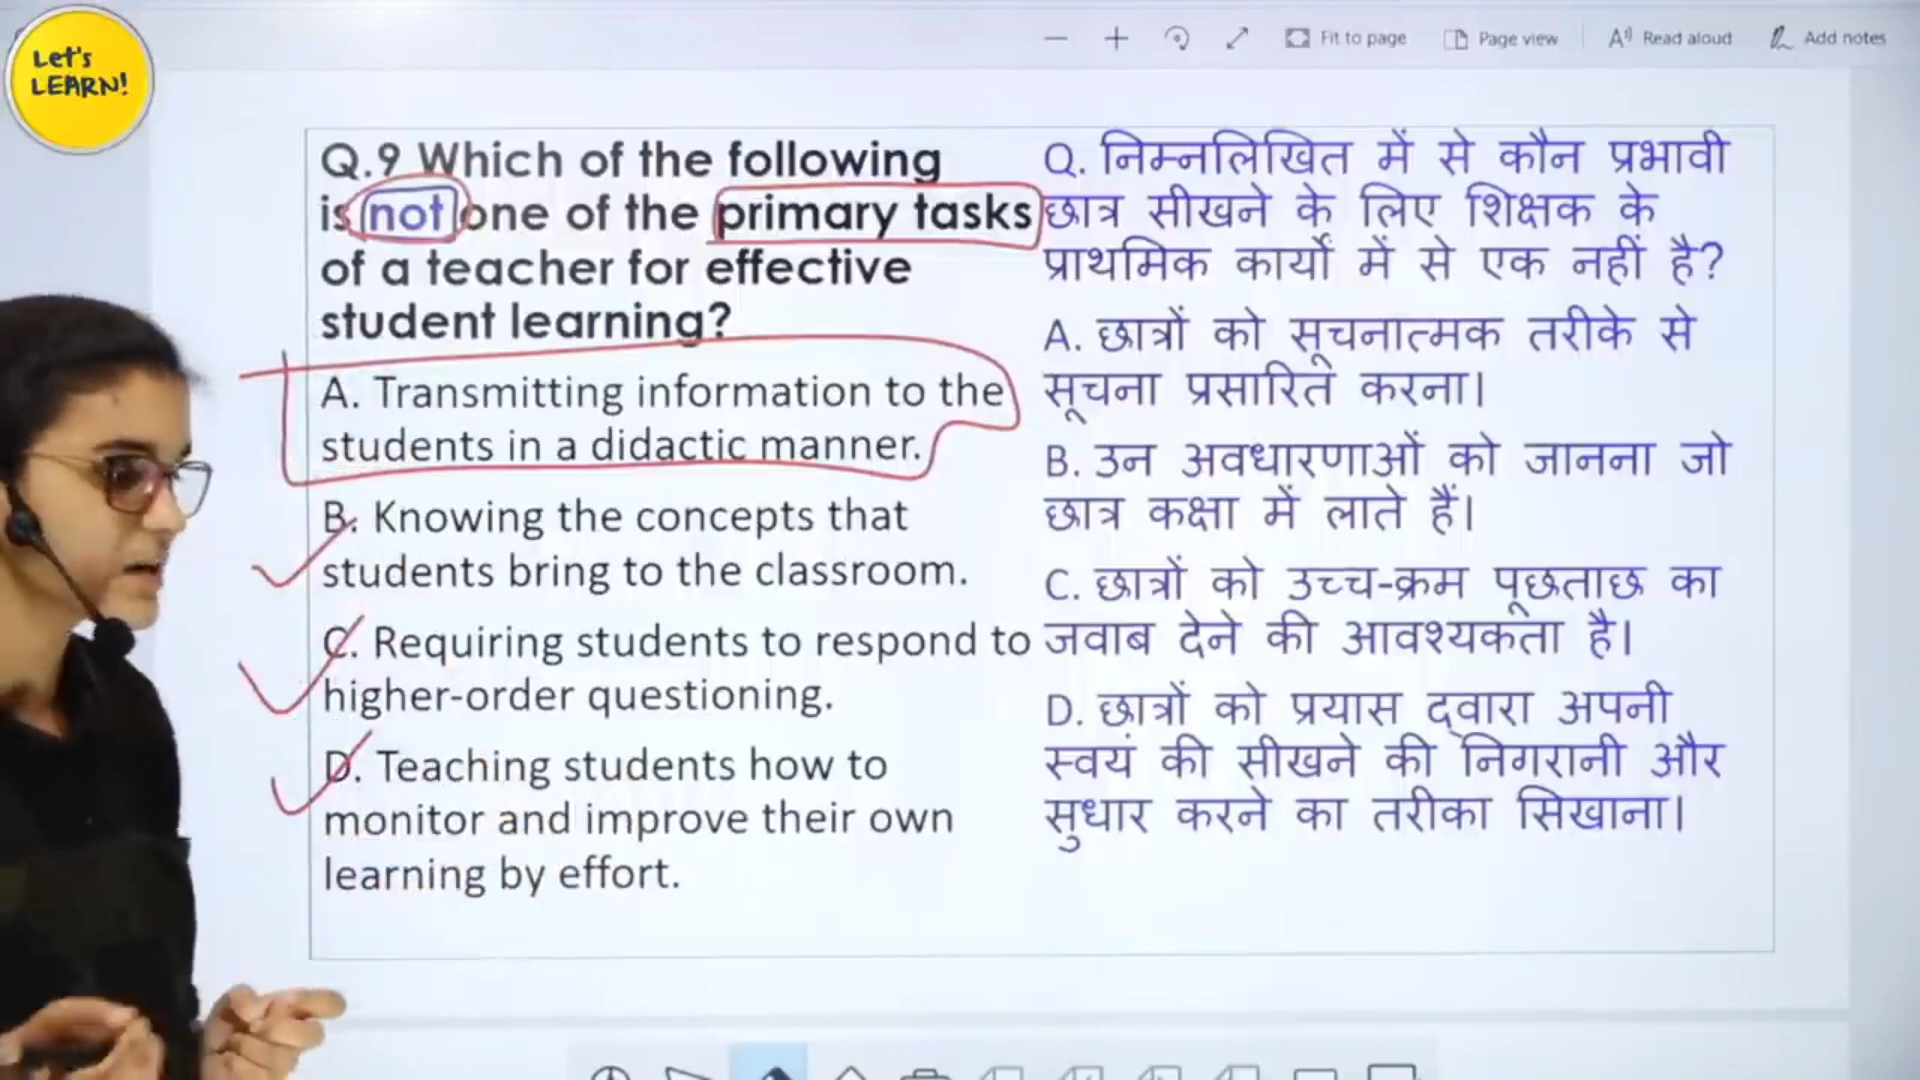 Let's
LEARN!
Fit to page
Page view
Read aloud
Add notes
Q.9 Which of the following
is not one of the primary tasks
of a teacher for effective
student learning?
A. Transmitting information to the
students in a didactic manner.
B. Knowing the concepts that
students bring to the classroom.
C. Requiring students to respond to
higher-order questioning.
D. Teaching students how to
monitor and improve their own
learning by effort.
Q. निम्नलिखित में से कौन प्रभावी
छात्र सीखने के लिए शिक्षक के
प्राथमिक कार्यों में से एक नहीं है?
A. छात्रों को सूचनात्मक तरीके से
सूचना प्रसारित करना।
B. उन अवधारणाओं को जानना जो
छात्र कक्षा में लाते हैं।
C. छात्रों को उच्च-क्रम पूछताछ का
जवाब देने की आवश्यकता है।
D. छात्रों को प्रयास द्वारा अपनी
स्वयं की सीखने की निगरानी और
सुधार करने का तरीका सिखाना।